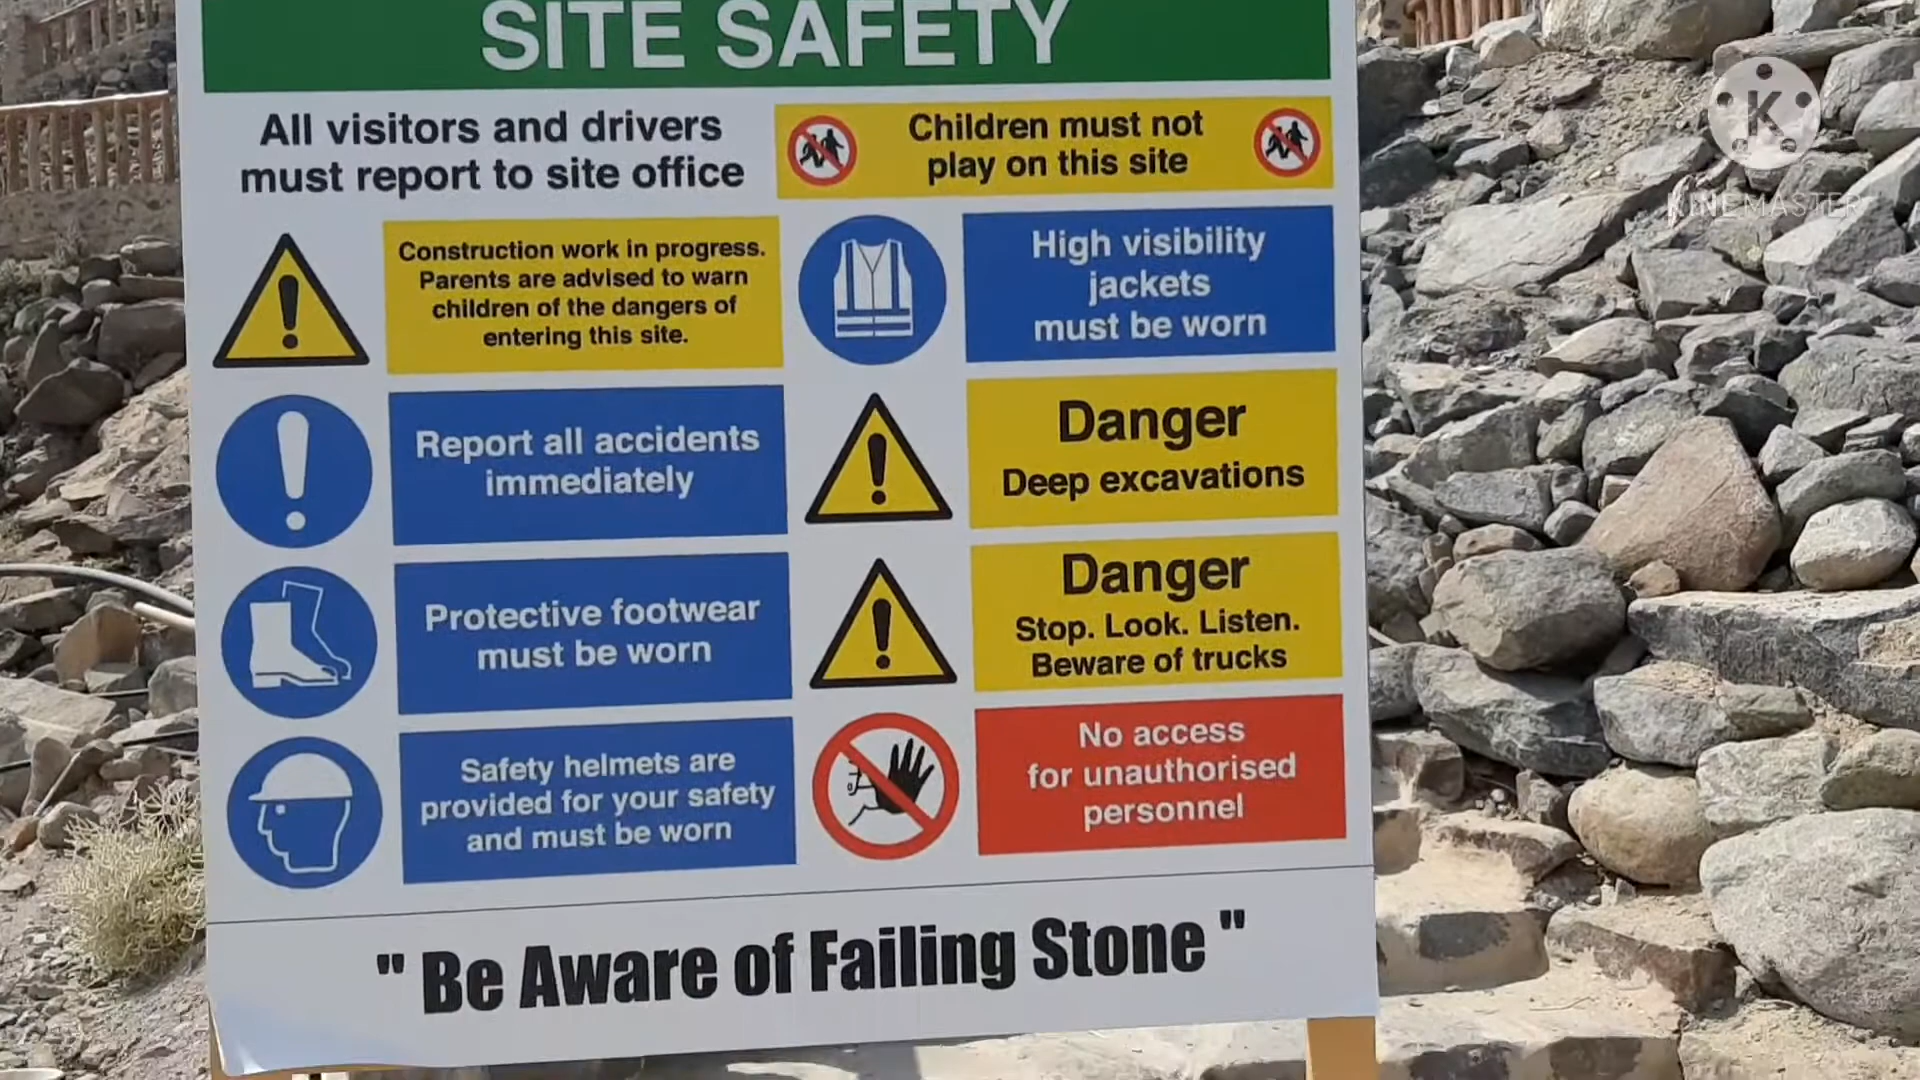 SITE SAFETY
All visitors and drivers
must report to site office
Children must not
play on this site
Construction work in progress.
Parents are advised to warn
children of the dangers of
entering this site.
High visibility
jackets
must be worn
Report all accidents
immediately
Danger
Deep excavations
Protective footwear
must be worn
Danger
Stop. Look. Listen.
Beware of trucks
Safety helmets are
provided for your safety
and must be worn
No access
for unauthorised
personnel
" Be Aware of Failing Stone "
K
KINEMASTER